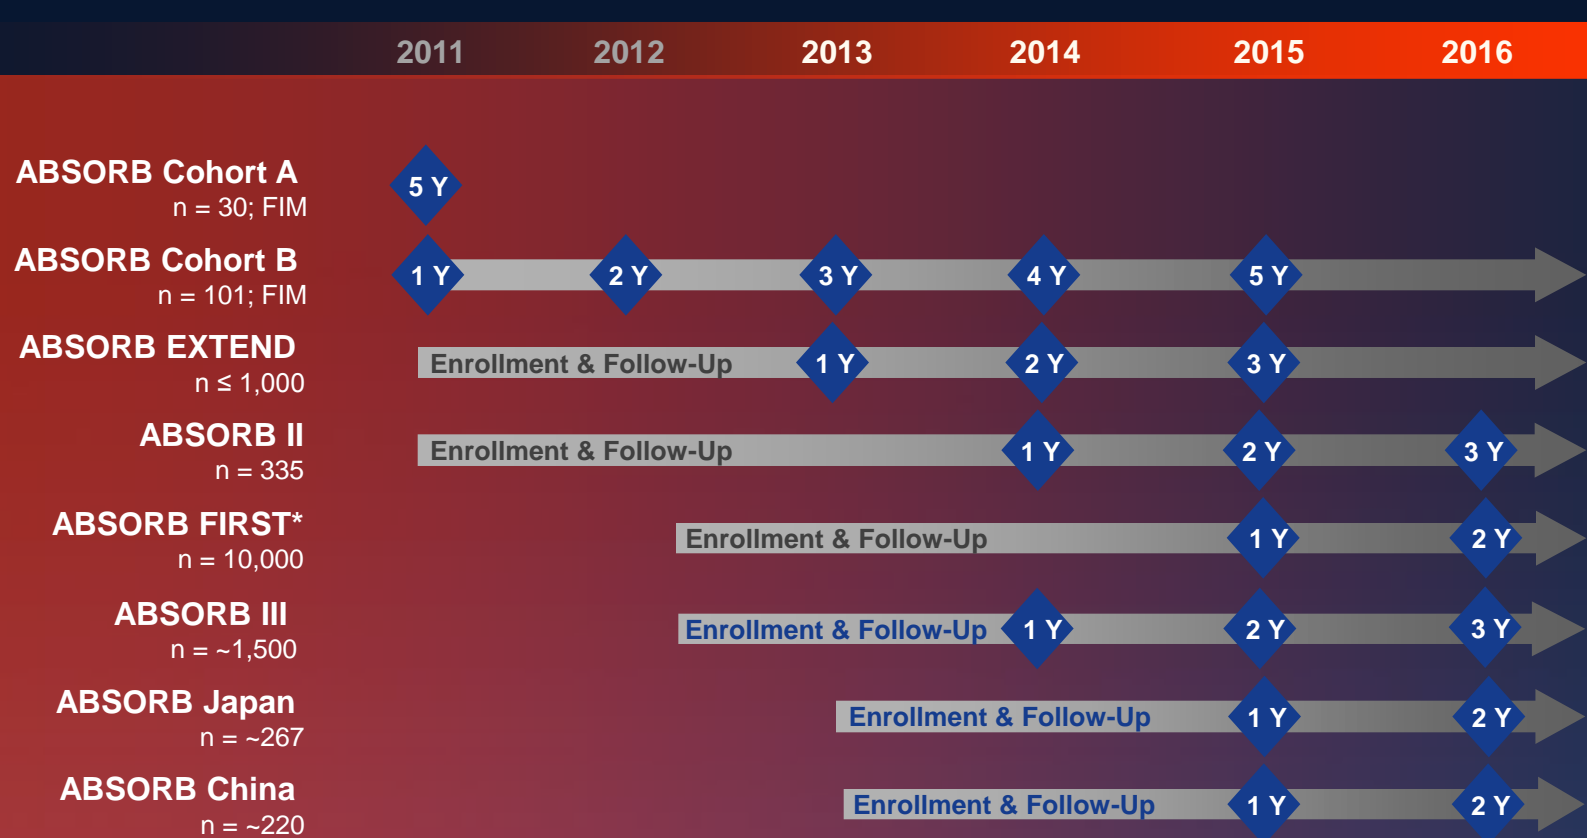 2011 2012 2013 2014 2015 2016
ABSORB Cohort A
n = 30; FIM
5 Y
ABSORB Cohort B
n = 101; FIM
1 Y 2 Y 3 Y 4 Y 5 Y
ABSORB EXTEND
n ≤ 1,000
Enrollment & Follow-Up 1 Y 2 Y 3 Y
ABSORB II
n = 335
Enrollment & Follow-Up 1 Y 2 Y 3 Y
ABSORB FIRST*
n = 10,000
Enrollment & Follow-Up 1 Y 2 Y
ABSORB III
n = ~1,500
Enrollment & Follow-Up 1 Y 2 Y 3 Y
ABSORB Japan
n = ~267
Enrollment & Follow-Up 1 Y 2 Y
ABSORB China
n = ~220
Enrollment & Follow-Up 1 Y 2 Y